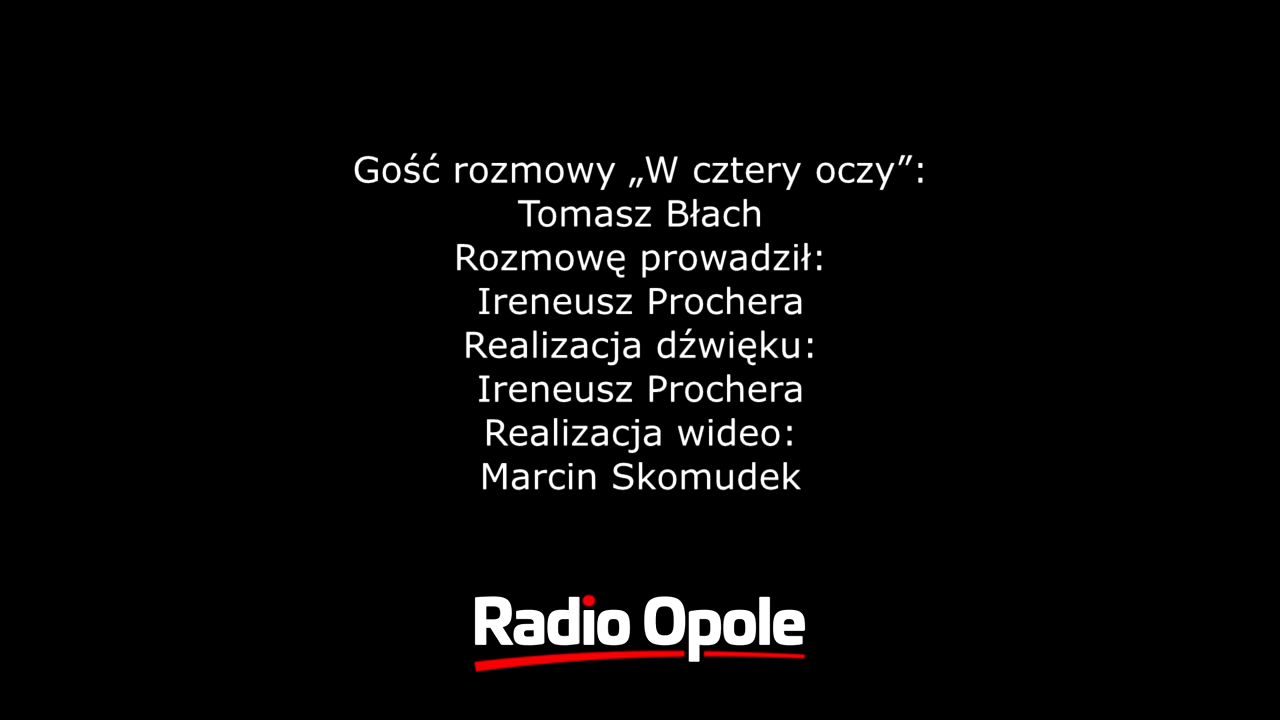 Gość rozmowy „W cztery oczy”:
Tomasz Błach
Rozmowę prowadził:
Ireneusz Prochera
Realizacja dźwięku:
Ireneusz Prochera
Realizacja wideo:
Marcin Skomudek
Radio Opole